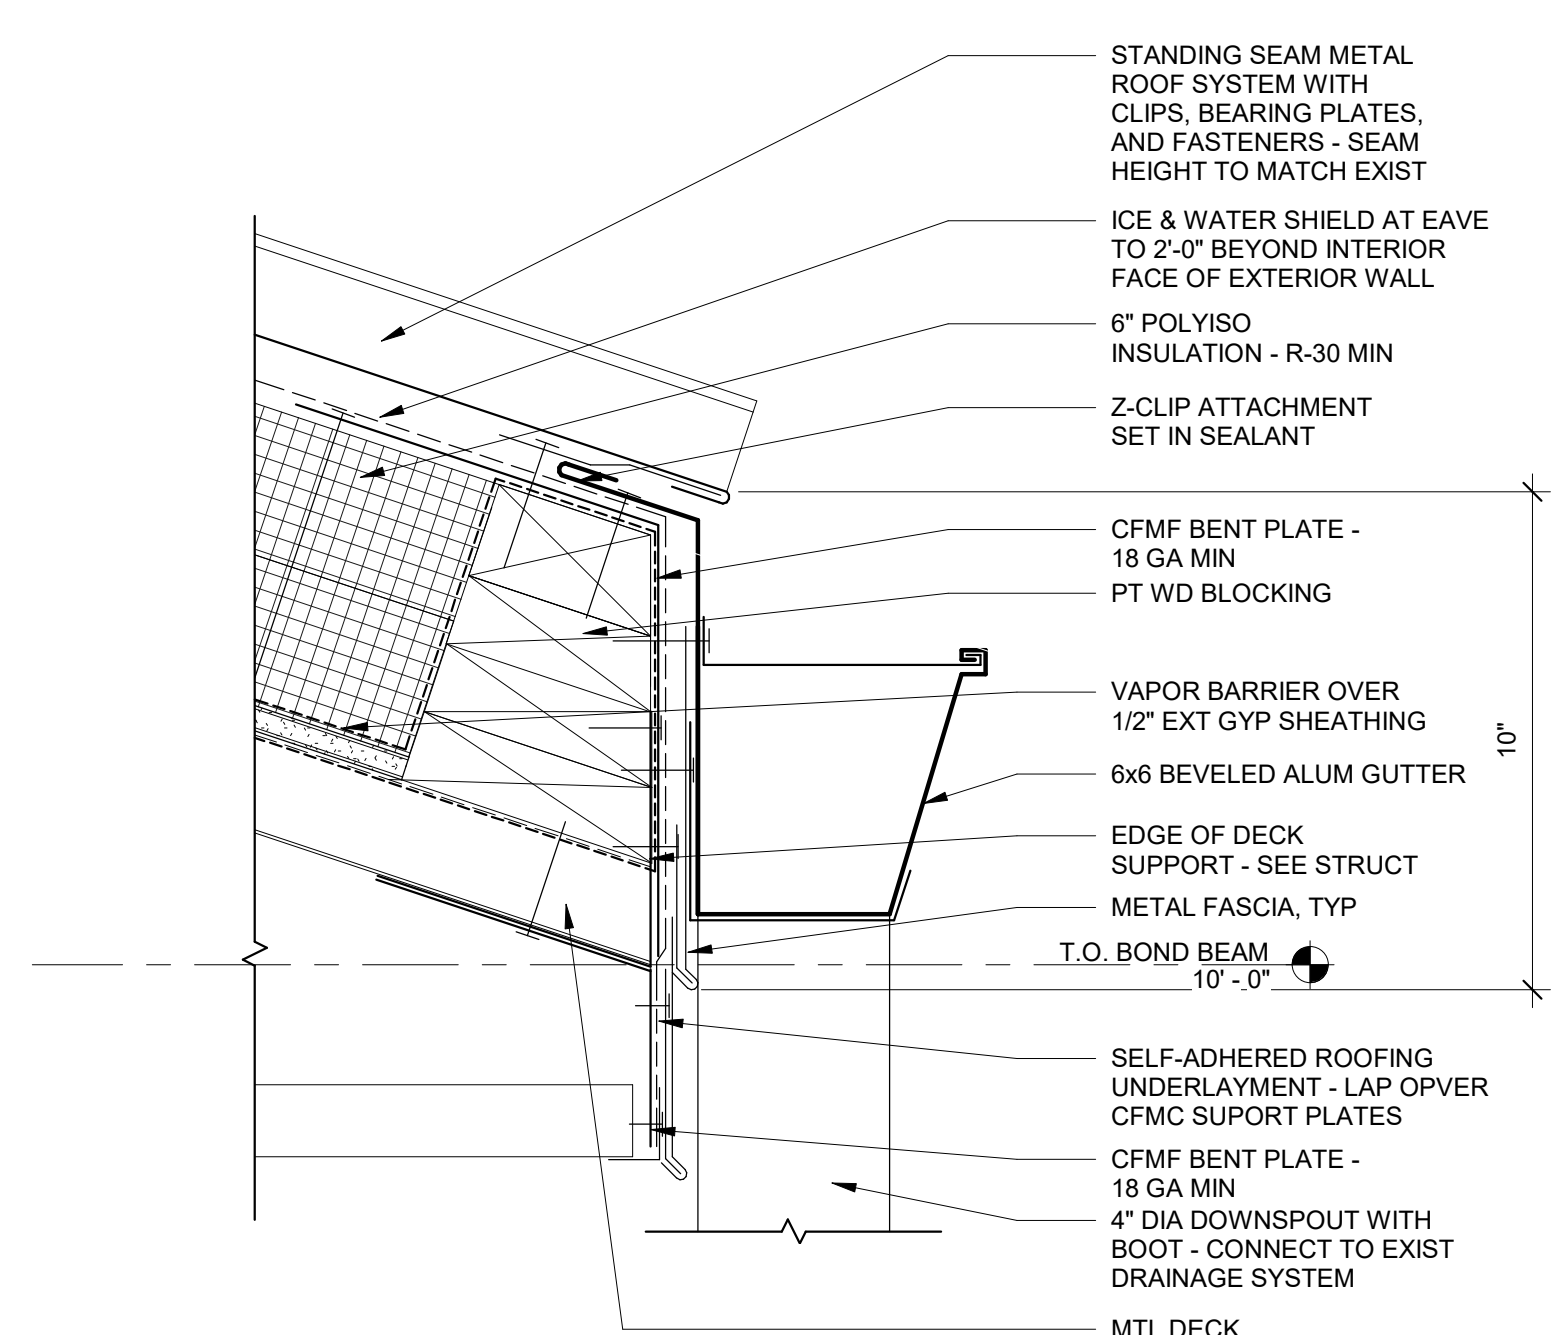 STANDING SEAM METAL
ROOF SYSTEM WITH
CLIPS, BEARING PLATES,
AND FASTENERS - SEAM
HEIGHT TO MATCH EXIST
ICE & WATER SHIELD AT EAVE
TO 2'-0" BEYOND INTERIOR
FACE OF EXTERIOR WALL
6" POLYISO
INSULATION - R-30 MIN
Z-CLIP ATTACHMENT
SET IN SEALANT
CFMF BENT PLATE -
18 GA MIN
PT WD BLOCKING
VAPOR BARRIER OVER
1/2" EXT GYP SHEATHING
10"
6x6 BEVELED ALUM GUTTER
EDGE OF DECK
SUPPORT - SEE STRUCT
METAL FASCIA, TYP
T.O. BOND BEAM
10' - 0"
SELF-ADHERED ROOFING
UNDERLAYMENT - LAP OPVER
CFMC SUPORT PLATES
CFMF BENT PLATE -
18 GA MIN
4" DIA DOWNSPOUT WITH
BOOT - CONNECT TO EXIST
DRAINAGE SYSTEM
MTL DECK